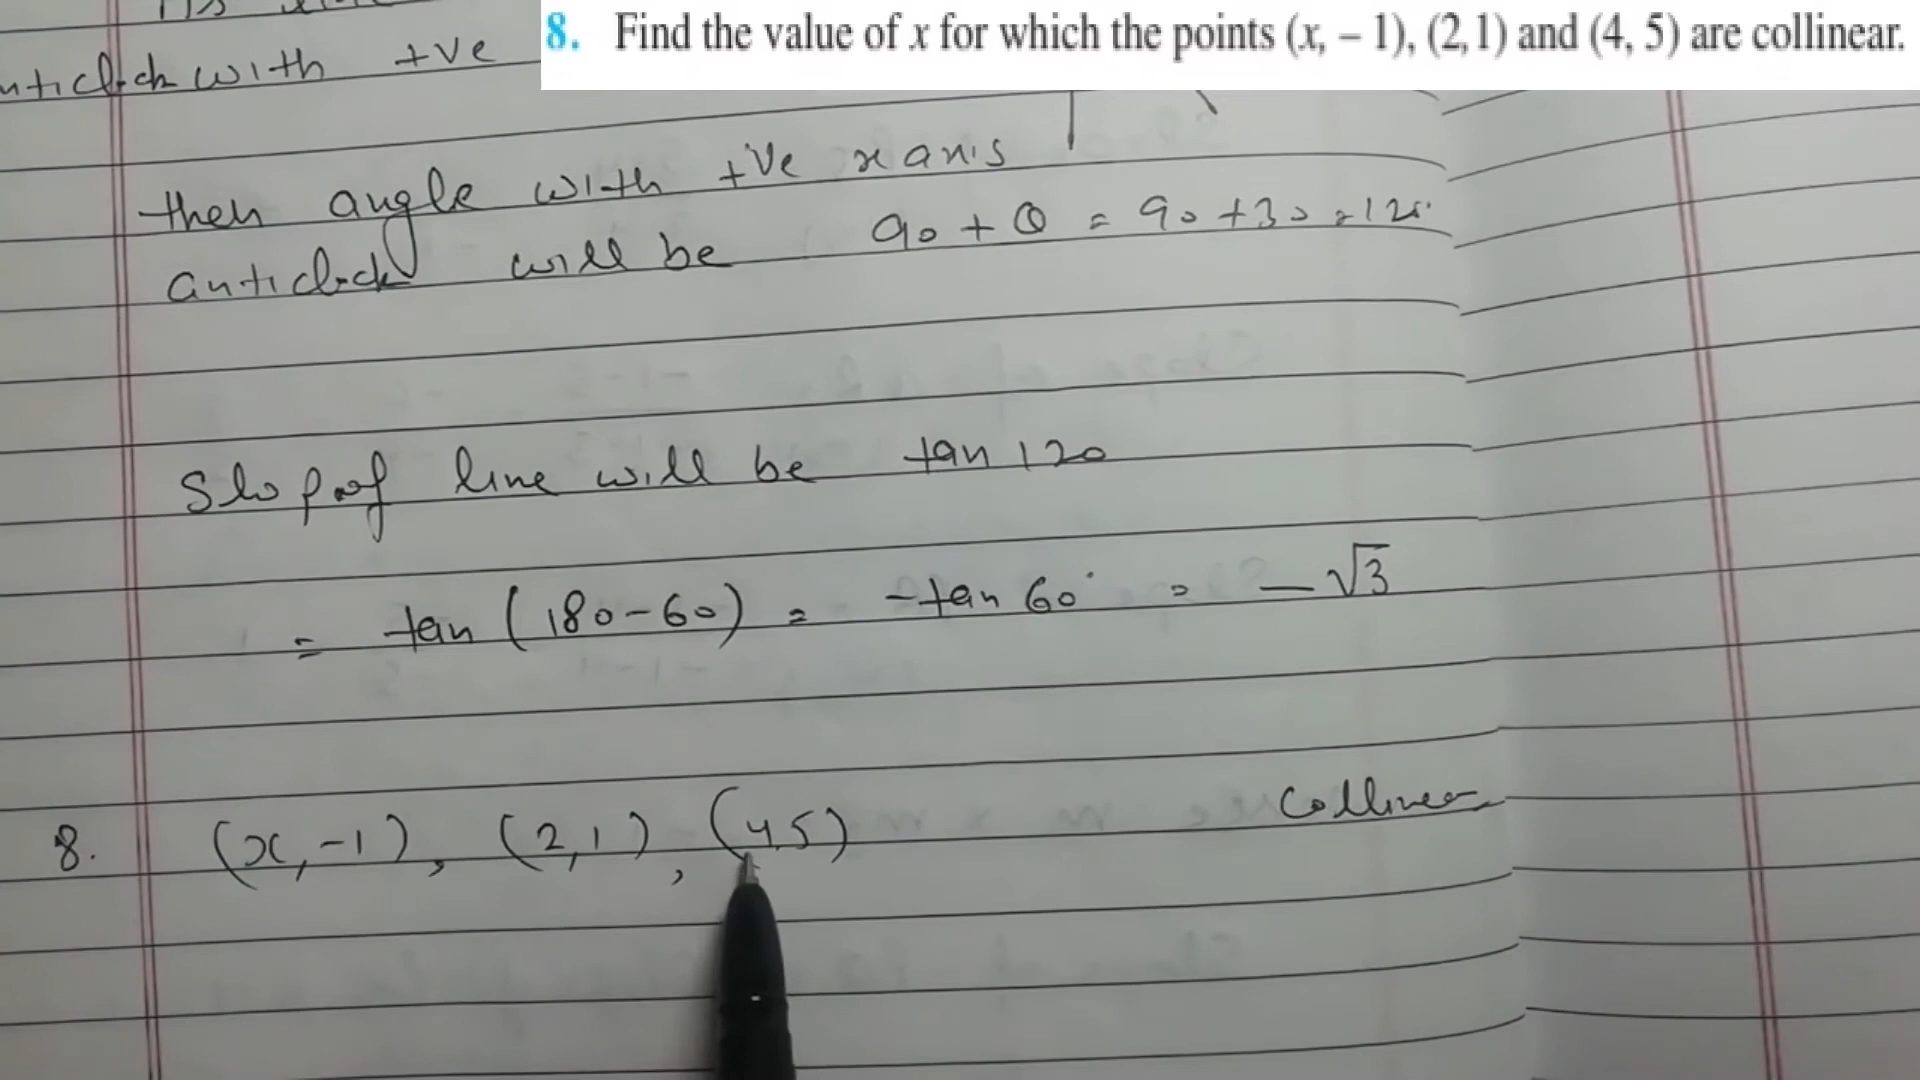 8. Find the value of x for which the points (x, – 1), (2,1) and (4, 5) are collinear.
with +ve
then angle with +ve x axis
anticlock will be 90 + θ = 90 + 30 = 120°
Slope of line will be tan 120
= tan (180-60) = -tan 60° = -√3
8. (x,-1), (2,1), (4,5) Collinear